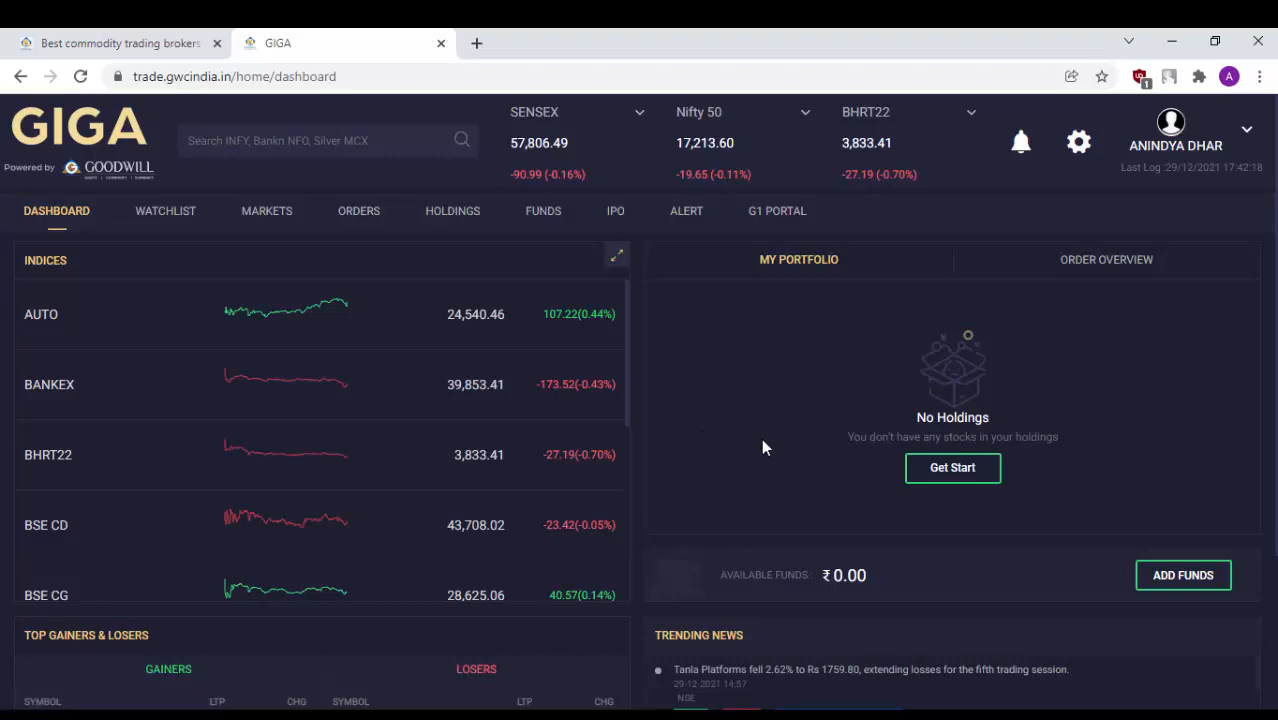 Best commodity trading brokers
GIGA
trade.gwcindia.in/home/dashboard
1
A
GIGA
Powered by GOODWILL
Search INFY, Bankn NFO, Silver MCX
SENSEX
57,806.49
-90.99 (-0.16%)
Nifty 50
17,213.60
-19.65 (-0.11%)
BHRT22
3,833.41
-27.19 (-0.70%)
ANINDYA DHAR
Last Log :29/12/2021 17:42:18
DASHBOARD WATCHLIST MARKETS ORDERS HOLDINGS FUNDS IPO ALERT G1 PORTAL
INDICES
AUTO 24,540.46 107.22(0.44%)
BANKEX 39,853.41 -173.52(-0.43%)
BHRT22 3,833.41 -27.19(-0.70%)
BSE CD 43,708.02 -23.42(-0.05%)
BSE CG 28,625.06 40.57(0.14%)
MY PORTFOLIO ORDER OVERVIEW
No Holdings
You don't have any stocks in your holdings
Get Start
AVAILABLE FUNDS : ₹ 0.00 ADD FUNDS
TOP GAINERS & LOSERS
GAINERS LOSERS
SYMBOL LTP CHG SYMBOL LTP CHG
TRENDING NEWS
Tanla Platforms fell 2.62% to Rs 1759.80, extending losses for the fifth trading session.
29-12-2021 14:57
NSE